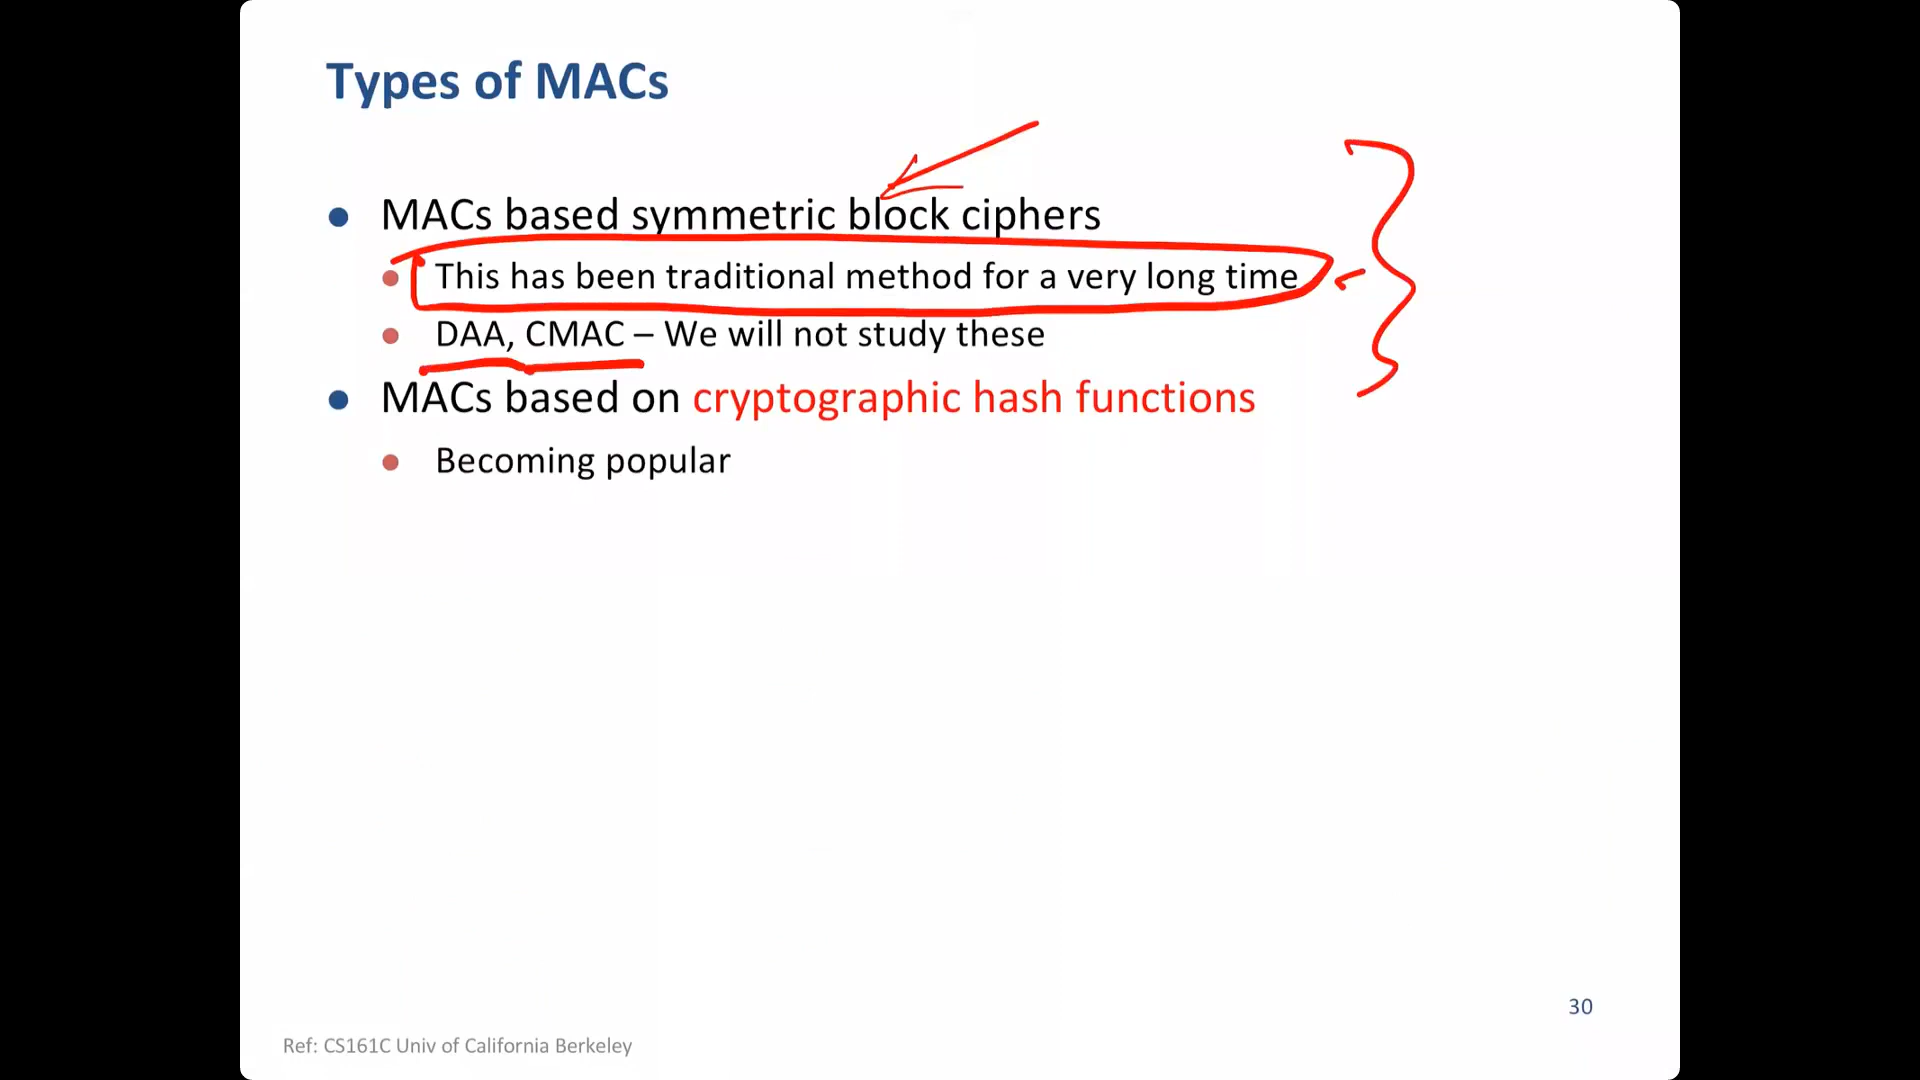 Types of MACs
MACs based symmetric block ciphers
This has been traditional method for a very long time
DAA, CMAC – We will not study these
MACs based on cryptographic hash functions
Becoming popular
30
Ref: CS161C Univ of California Berkeley